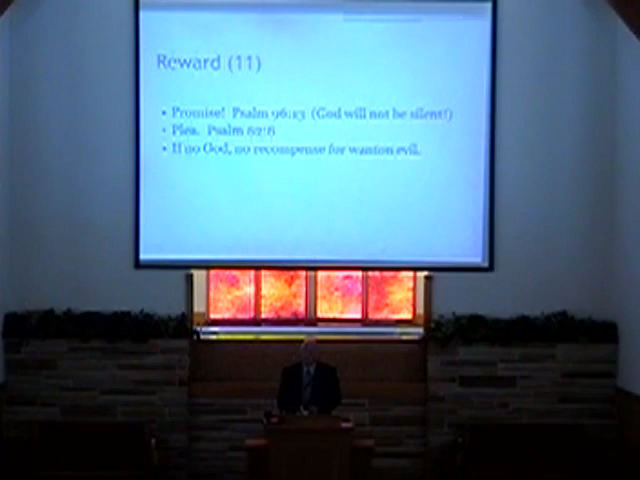 Reward (11)
• Promise! Psalm 96:13 (God will not be silent!)
• Plea. Psalm 62:8
• If no God, no recompense for wanton evil.